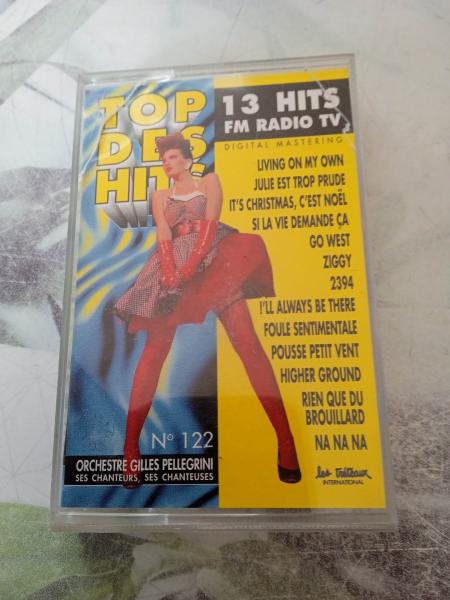 TOP
DES
HITS
13 HITS
FM RADIO TV
DIGITAL MASTERING
LIVING ON MY OWN
JULIE EST TROP PRUDE
IT'S CHRISTMAS, C'EST NOËL
SI LA VIE DEMANDE ÇA
GO WEST
ZIGGY
2394
I'LL ALWAYS BE THERE
FOULE SENTIMENTALE
POUSSE PETIT VENT
HIGHER GROUND
RIEN QUE DU
BROUILLARD
NA NA NA
N° 122
ORCHESTRE GILLES PELLEGRINI
SES CHANTEURS, SES CHANTEUSES
les tréteaux
INTERNATIONAL